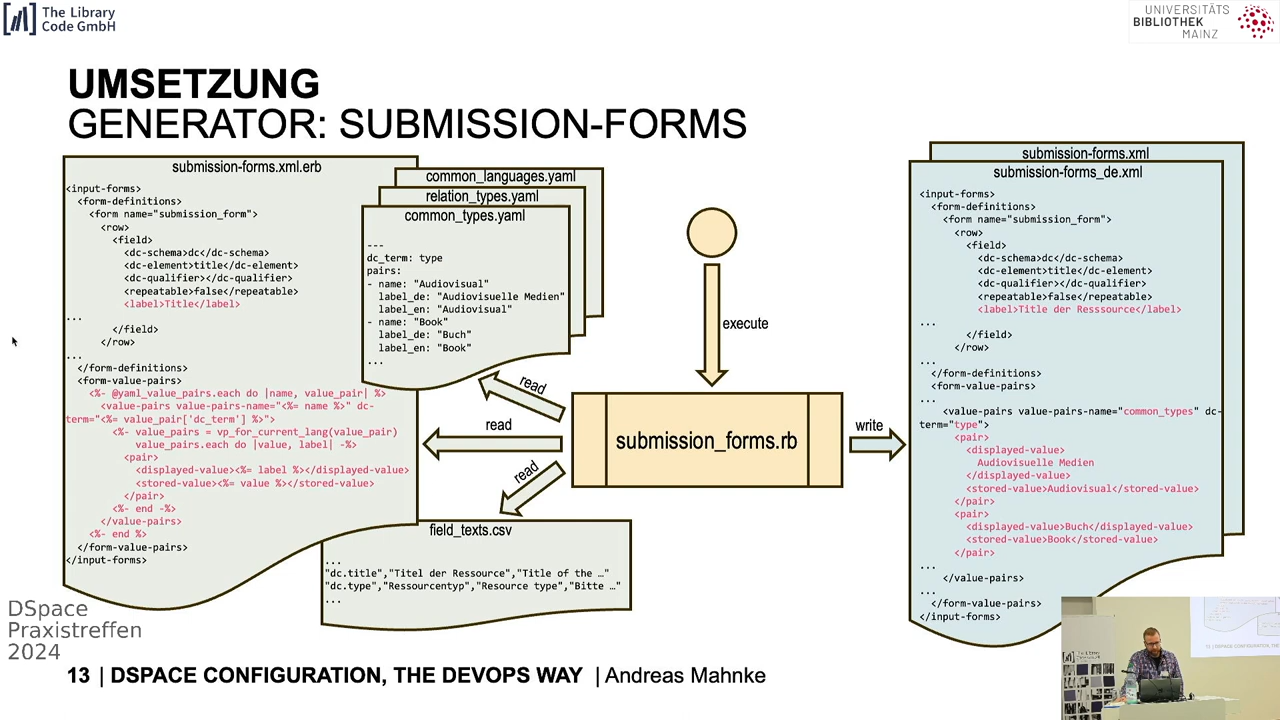 The Library
Code GmbH
UNIVERSITÄTS
BIBLIOTHEK
MAINZ
UMSETZUNG
GENERATOR: SUBMISSION-FORMS
submission-forms.xml.erb
<input-forms>
<form-definitions>
<form name="submission_form">
<row>
<field>
<dc-schema>dc</dc-schema>
<dc-element>title</dc-element>
<dc-qualifier></dc-qualifier>
<repeatable>false</repeatable>
<label>Title</label>
...
</field>
</row>
...
</form-definitions>
<form-value-pairs>
<%- @yaml_value_pairs.each do |name, value_pair| %>
<value-pairs value-pairs-name="<%= name %>" dc-
term="<%= value_pair['dc_term'] %>">
<%- value_pairs = vp_for_current_lang(value_pair)
value_pairs.each do |value, label| -%>
<pair>
<displayed-value><%= label %></displayed-value>
<stored-value><%= value %></stored-value>
</pair>
<%- end -%>
</value-pairs>
<%- end %>
</form-value-pairs>
</input-forms>
common_languages.yaml
relation_types.yaml
common_types.yaml
---
dc_term: type
pairs:
- name: "Audiovisual"
label_de: "Audiovisuelle Medien"
label_en: "Audiovisual"
- name: "Book"
label_de: "Buch"
label_en: "Book"
...
execute
read
read
read
submission_forms.rb
write
field_texts.csv
...
"dc.title","Titel der Ressource","Title of the …"
"dc.type","Ressourcentyp","Resource type","Bitte …"
...
submission-forms.xml
submission-forms_de.xml
<input-forms>
<form-definitions>
<form name="submission_form">
<row>
<field>
<dc-schema>dc</dc-schema>
<dc-element>title</dc-element>
<dc-qualifier></dc-qualifier>
<repeatable>false</repeatable>
<label>Title der Resssource</label>
...
</field>
</row>
...
</form-definitions>
<form-value-pairs>
...
<value-pairs value-pairs-name="common_types" dc-
term="type">
<pair>
<displayed-value>
Audiovisuelle Medien
</displayed-value>
<stored-value>Audiovisual</stored-value>
</pair>
<pair>
<displayed-value>Buch</displayed-value>
<stored-value>Book</stored-value>
</pair>
...
</value-pairs>
...
</form-value-pairs>
</input-forms>
DSpace
Praxistreffen
2024
13 | DSPACE CONFIGURATION, THE DEVOPS WAY | Andreas Mahnke